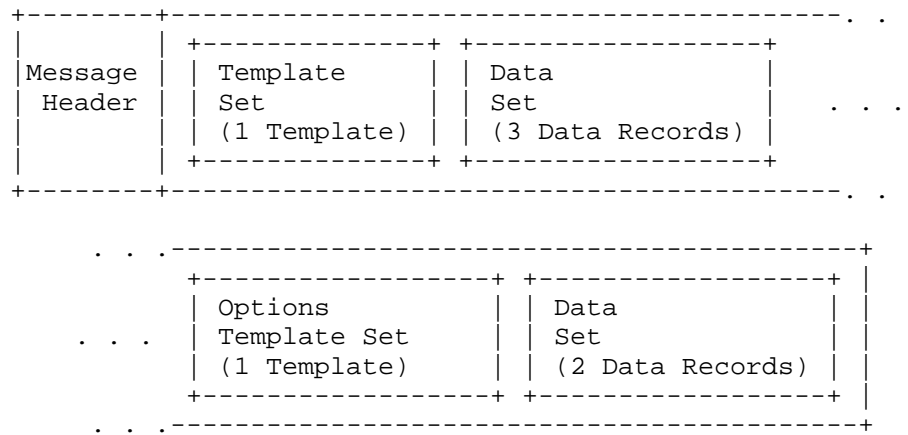 Message Header
Template Set (1 Template)
Data Set (3 Data Records)
. . .
. . .
Options Template Set (1 Template)
Data Set (2 Data Records)